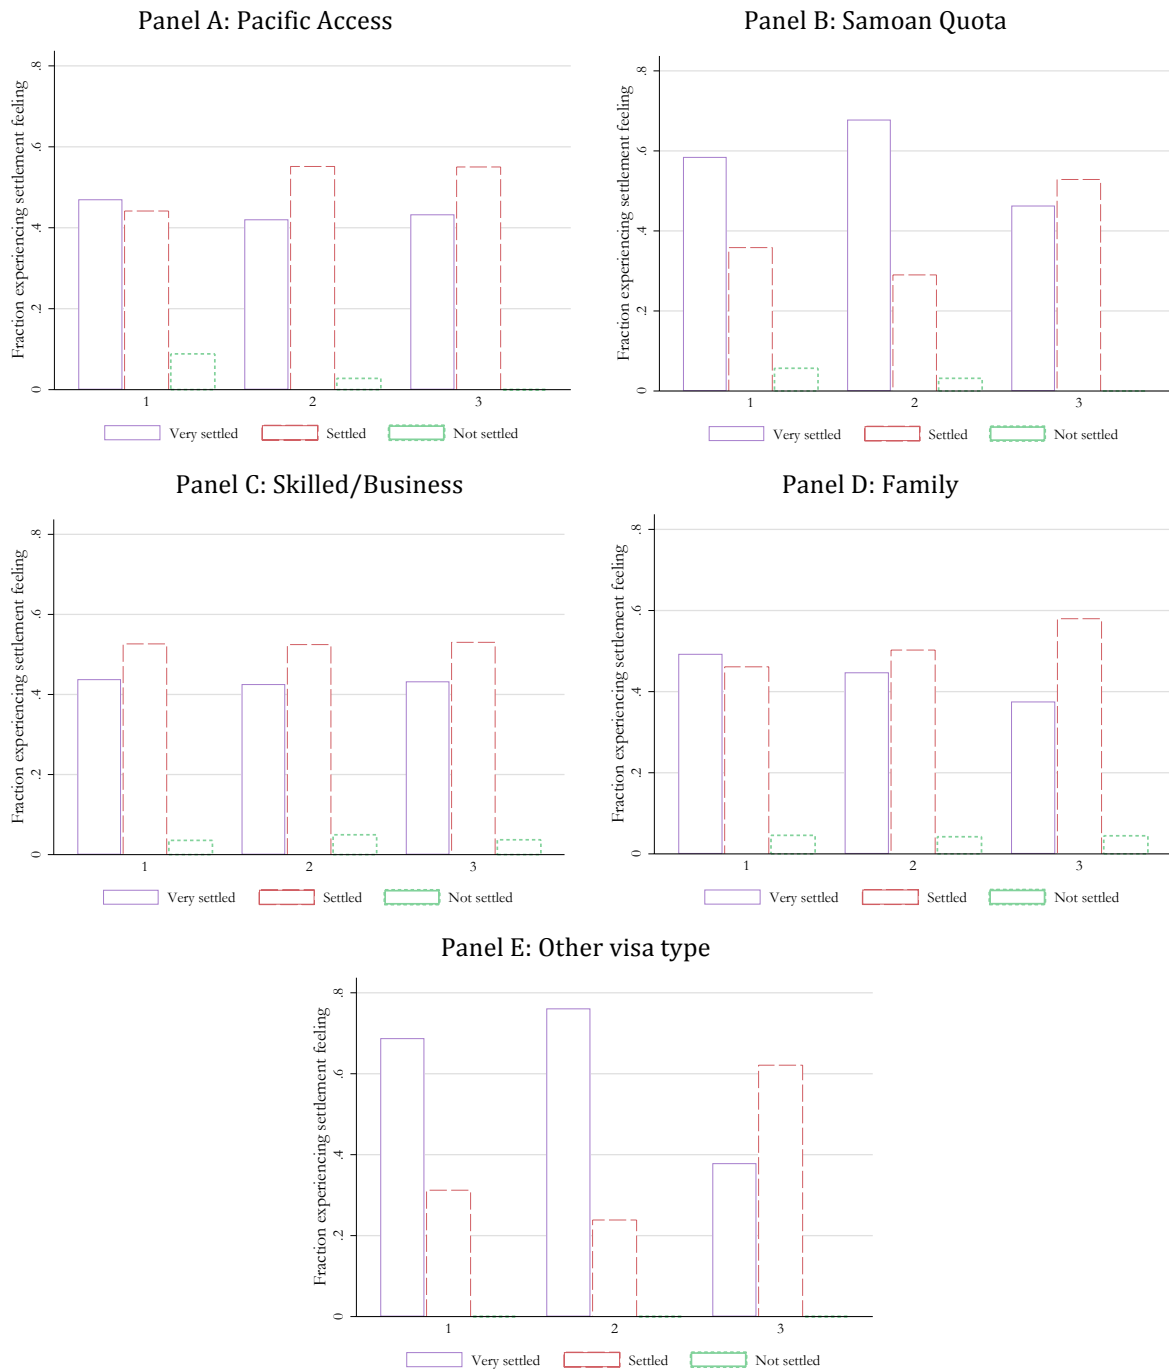 Panel A: Pacific Access
Fraction experiencing settlement feeling
.8
.6
.4
.2
0
1 2 3
Very settled Settled Not settled
Panel B: Samoan Quota
Fraction experiencing settlement feeling
.8
.6
.4
.2
0
1 2 3
Very settled Settled Not settled
Panel C: Skilled/Business
Fraction experiencing settlement feeling
.8
.6
.4
.2
0
1 2 3
Very settled Settled Not settled
Panel D: Family
Fraction experiencing settlement feeling
.8
.6
.4
.2
0
1 2 3
Very settled Settled Not settled
Panel E: Other visa type
Fraction experiencing settlement feeling
.8
.6
.4
.2
0
1 2 3
Very settled Settled Not settled